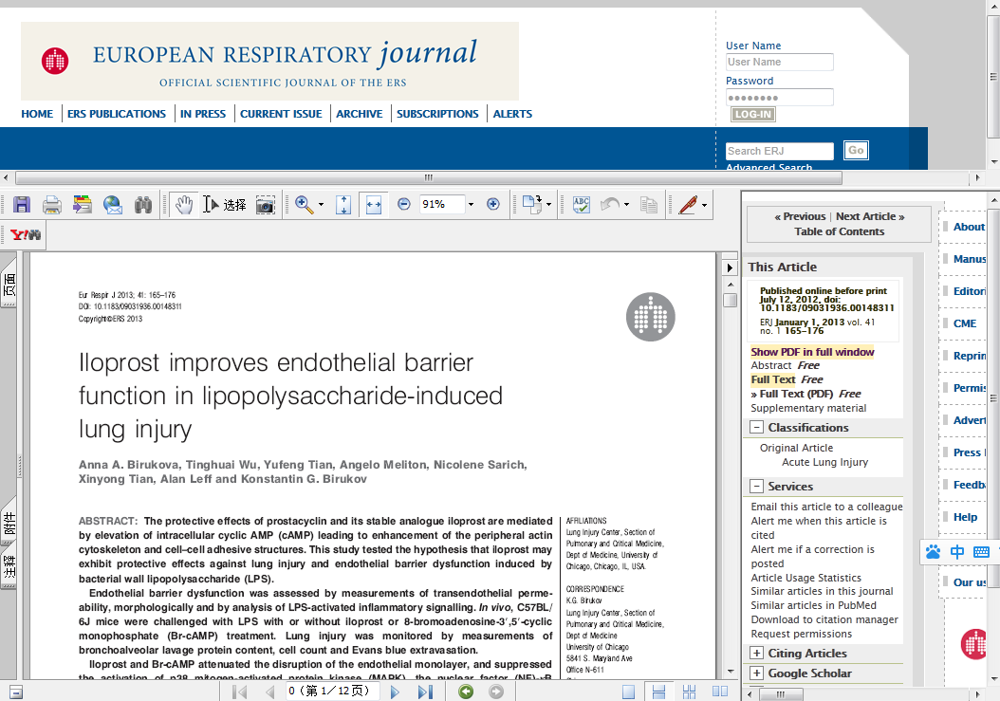 EUROPEAN RESPIRATORY journal
OFFICIAL SCIENTIFIC JOURNAL OF THE ERS
HOME
ERS PUBLICATIONS
IN PRESS
CURRENT ISSUE
ARCHIVE
SUBSCRIPTIONS
ALERTS
User Name
User Name
Password
LOG-IN
Search ERJ
Go
Advanced Search
选择
91%
ABC
Y!
页面
附件
注释
Eur Respir J 2013; 41: 165–176
DOI: 10.1183/09031936.00148311
Copyright©ERS 2013
Iloprost improves endothelial barrier
function in lipopolysaccharide-induced
lung injury
Anna A. Birukova, Tinghuai Wu, Yufeng Tian, Angelo Meliton, Nicolene Sarich,
Xinyong Tian, Alan Leff and Konstantin G. Birukov
ABSTRACT: The protective effects of prostacyclin and its stable analogue iloprost are mediated
by elevation of intracellular cyclic AMP (cAMP) leading to enhancement of the peripheral actin
cytoskeleton and cell–cell adhesive structures. This study tested the hypothesis that iloprost may
exhibit protective effects against lung injury and endothelial barrier dysfunction induced by
bacterial wall lipopolysaccharide (LPS).
Endothelial barrier dysfunction was assessed by measurements of transendothelial perme-
ability, morphologically and by analysis of LPS-activated inflammatory signalling. In vivo, C57BL/
6J mice were challenged with LPS with or without iloprost or 8-bromoadenosine-3′,5′-cyclic
monophosphate (Br-cAMP) treatment. Lung injury was monitored by measurements of
bronchoalveolar lavage protein content, cell count and Evans blue extravasation.
Iloprost and Br-cAMP attenuated the disruption of the endothelial monolayer, and suppressed
the activation of p38 mitogen-activated protein kinase (MAPK), the nuclear factor (NF)-κB
AFFILIATIONS
Lung Injury Center, Section of
Pulmonary and Critical Medicine,
Dept of Medicine, University of
Chicago, Chicago, IL, USA.
CORRESPONDENCE
K.G. Birukov
Lung Injury Center, Section of
Pulmonary and Critical Medicine
Dept of Medicine
University of Chicago
5841 S. Maryland Ave
Office N-611
0 (第 1／12 页)
« Previous | Next Article »
Table of Contents
This Article
Published online before print
July 12, 2012, doi:
10.1183/09031936.00148311
ERJ January 1, 2013 vol. 41
no. 1 165-176
Show PDF in full window
Abstract Free
Full Text Free
» Full Text (PDF) Free
Supplementary material
Classifications
Original Article
Acute Lung Injury
Services
Email this article to a colleague
Alert me when this article is
cited
Alert me if a correction is
posted
Article Usage Statistics
Similar articles in this journal
Similar articles in PubMed
Download to citation manager
Request permissions
Citing Articles
Google Scholar
About
Manus
Editori
CME
Reprin
Permis
Advert
Press
Feedba
Help
中
Our us